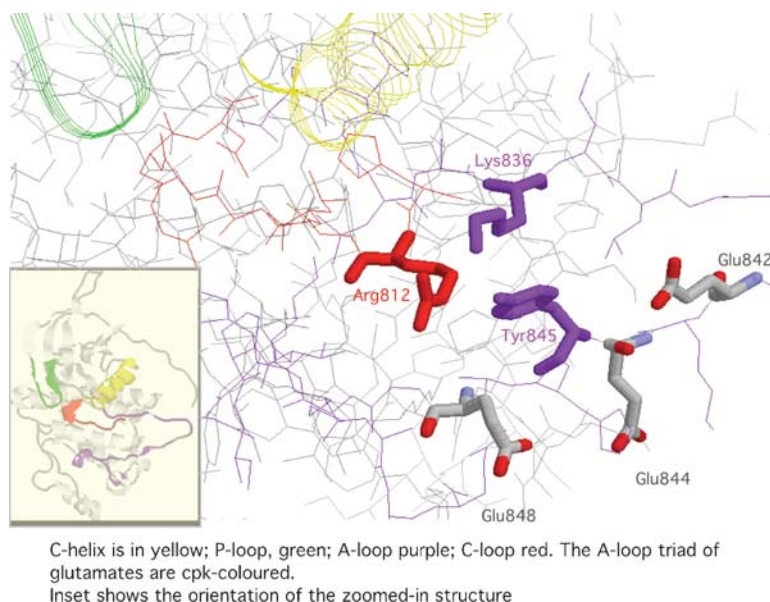 Lys836
Glu842
Arg812
Tyr845
Glu844
Glu848
C-helix is in yellow; P-loop, green; A-loop purple; C-loop red. The A-loop triad of
glutamates are cpk-coloured.
Inset shows the orientation of the zoomed-in structure